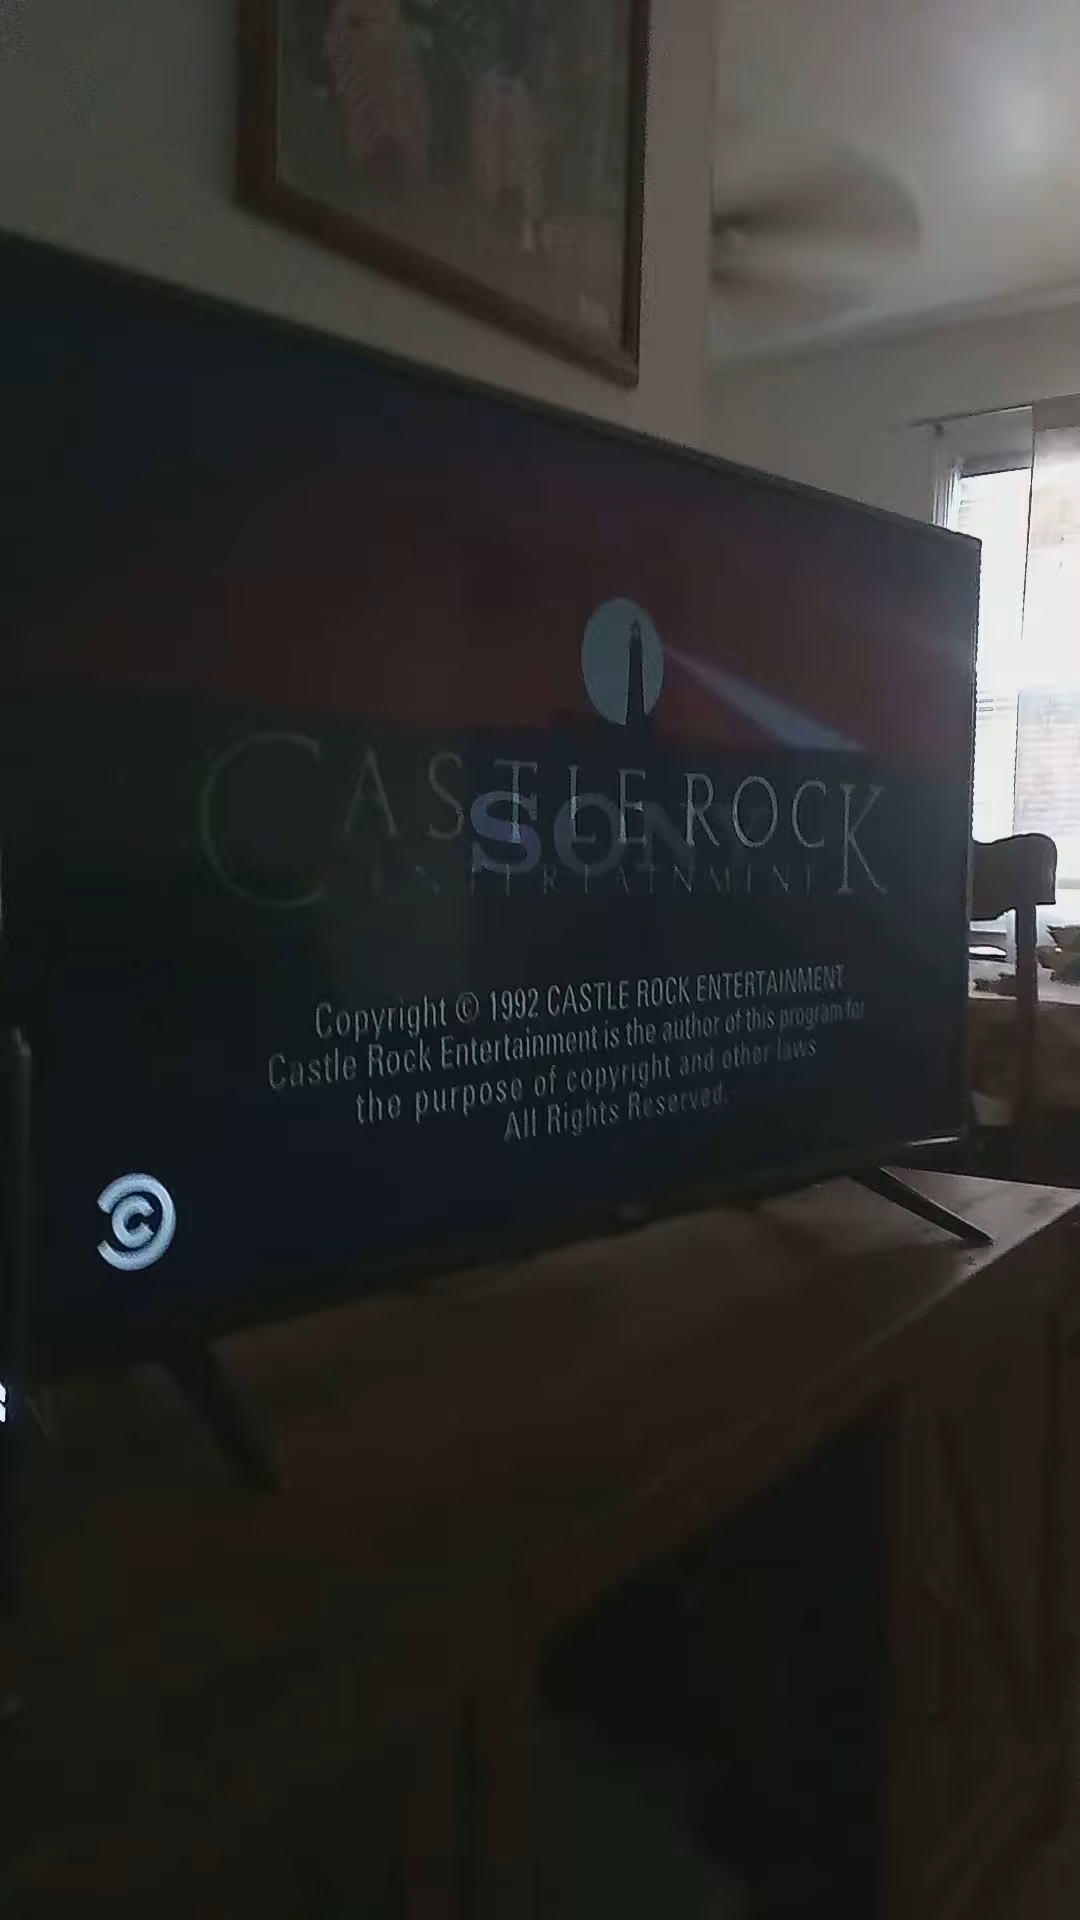 CASTLE ROCK
ENTERTAINMENT
SONY
Copyright © 1992 CASTLE ROCK ENTERTAINMENT
Castle Rock Entertainment is the author of this program for
the purpose of copyright and other laws
All Rights Reserved.